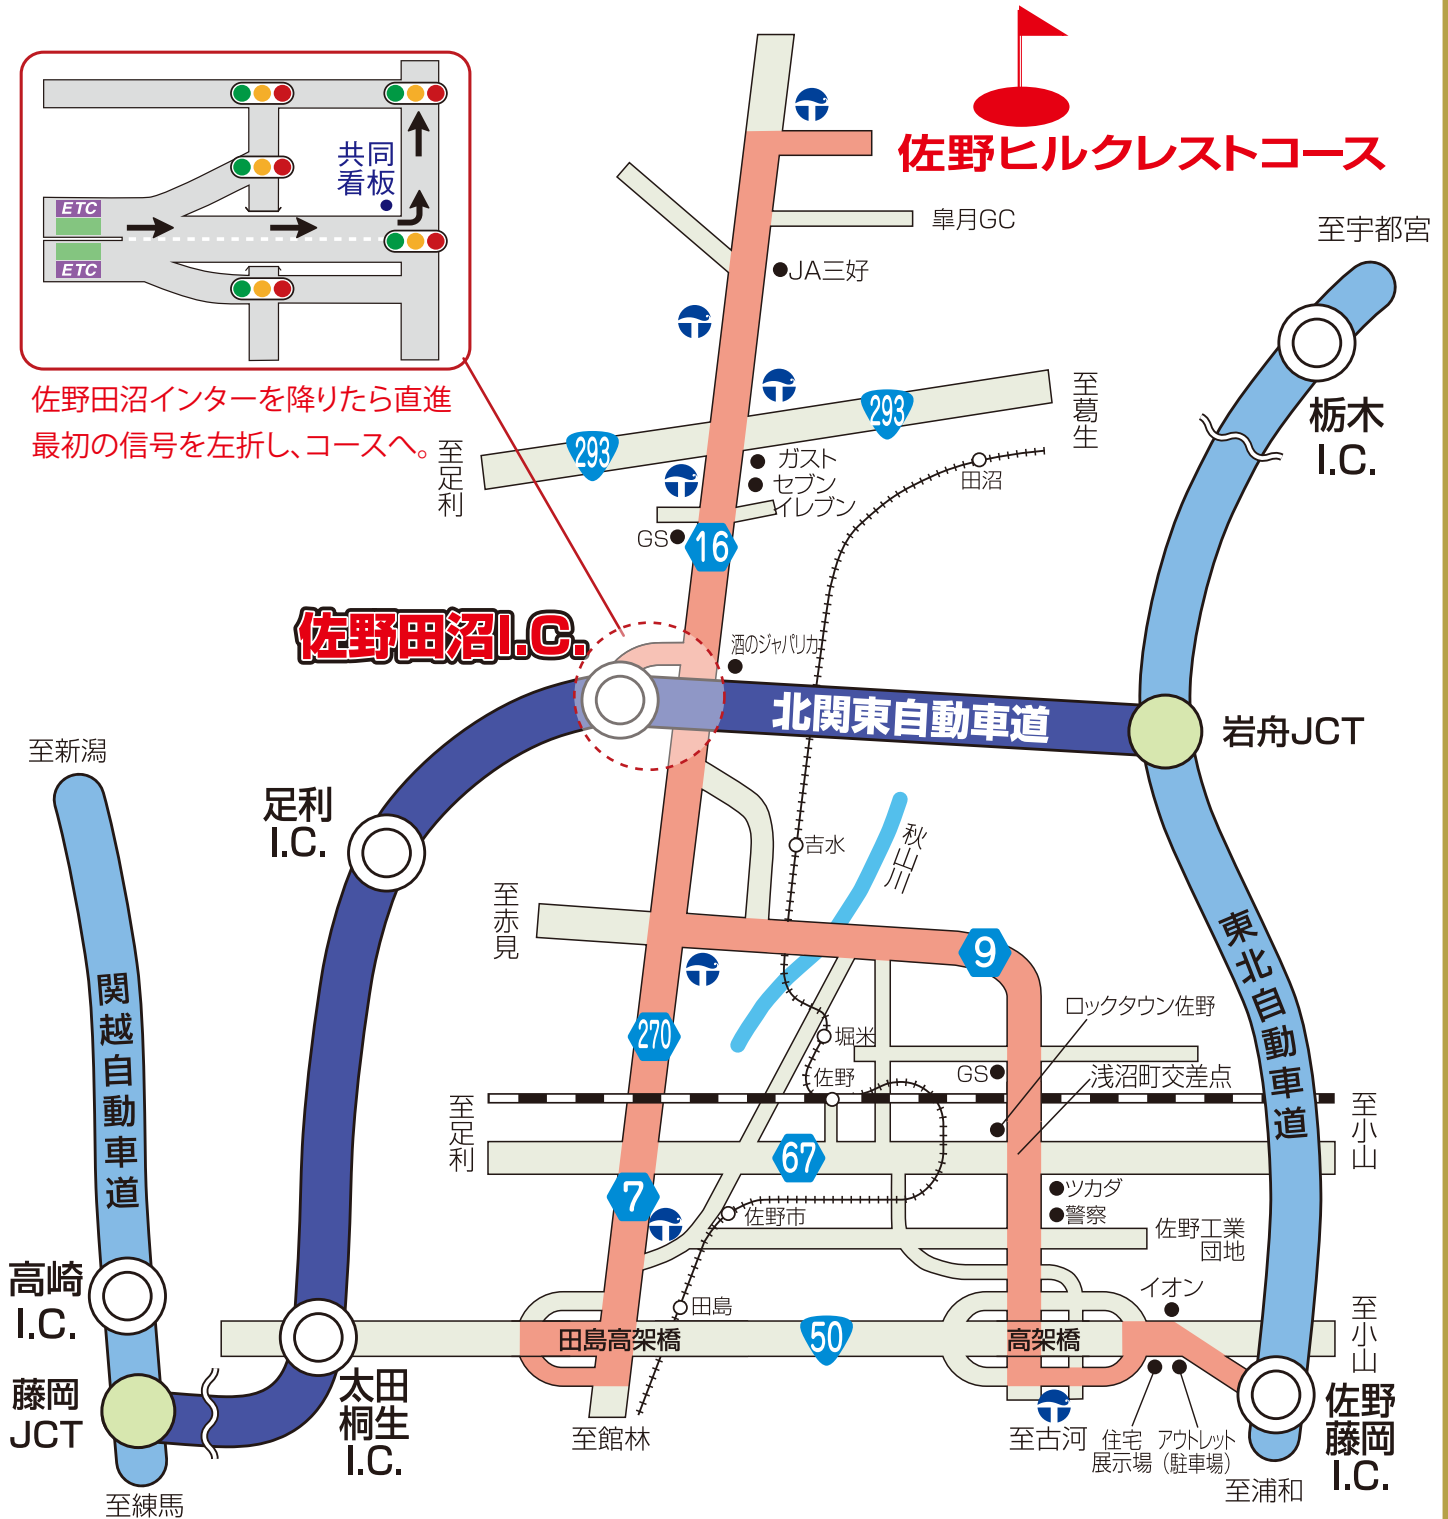 佐野ヒルクレストコース
共同
看板
ETC
ETC
佐野田沼インターを降りたら直進
最初の信号を左折し、コースへ。
皐月GC
JA三好
至宇都宮
栃木
I.C.
至葛生
293
293
至足利
ガスト
セブン
イレブン
田沼
GS
16
佐野田沼I.C.
酒のジャパリカ
北関東自動車道
岩舟JCT
至新潟
足利
I.C.
吉水
秋山川
至赤見
9
東北自動車道
関越自動車道
270
堀米
ロックタウン佐野
佐野
GS
浅沼町交差点
至足利
至小山
67
7
ツカダ
警察
佐野市
佐野工業
団地
高崎
I.C.
田島
イオン
至小山
田島高架橋
50
高架橋
藤岡
JCT
太田
桐生
I.C.
至館林
至古河
住宅
展示場
アウトレット
(駐車場)
佐野
藤岡
I.C.
至浦和
至練馬